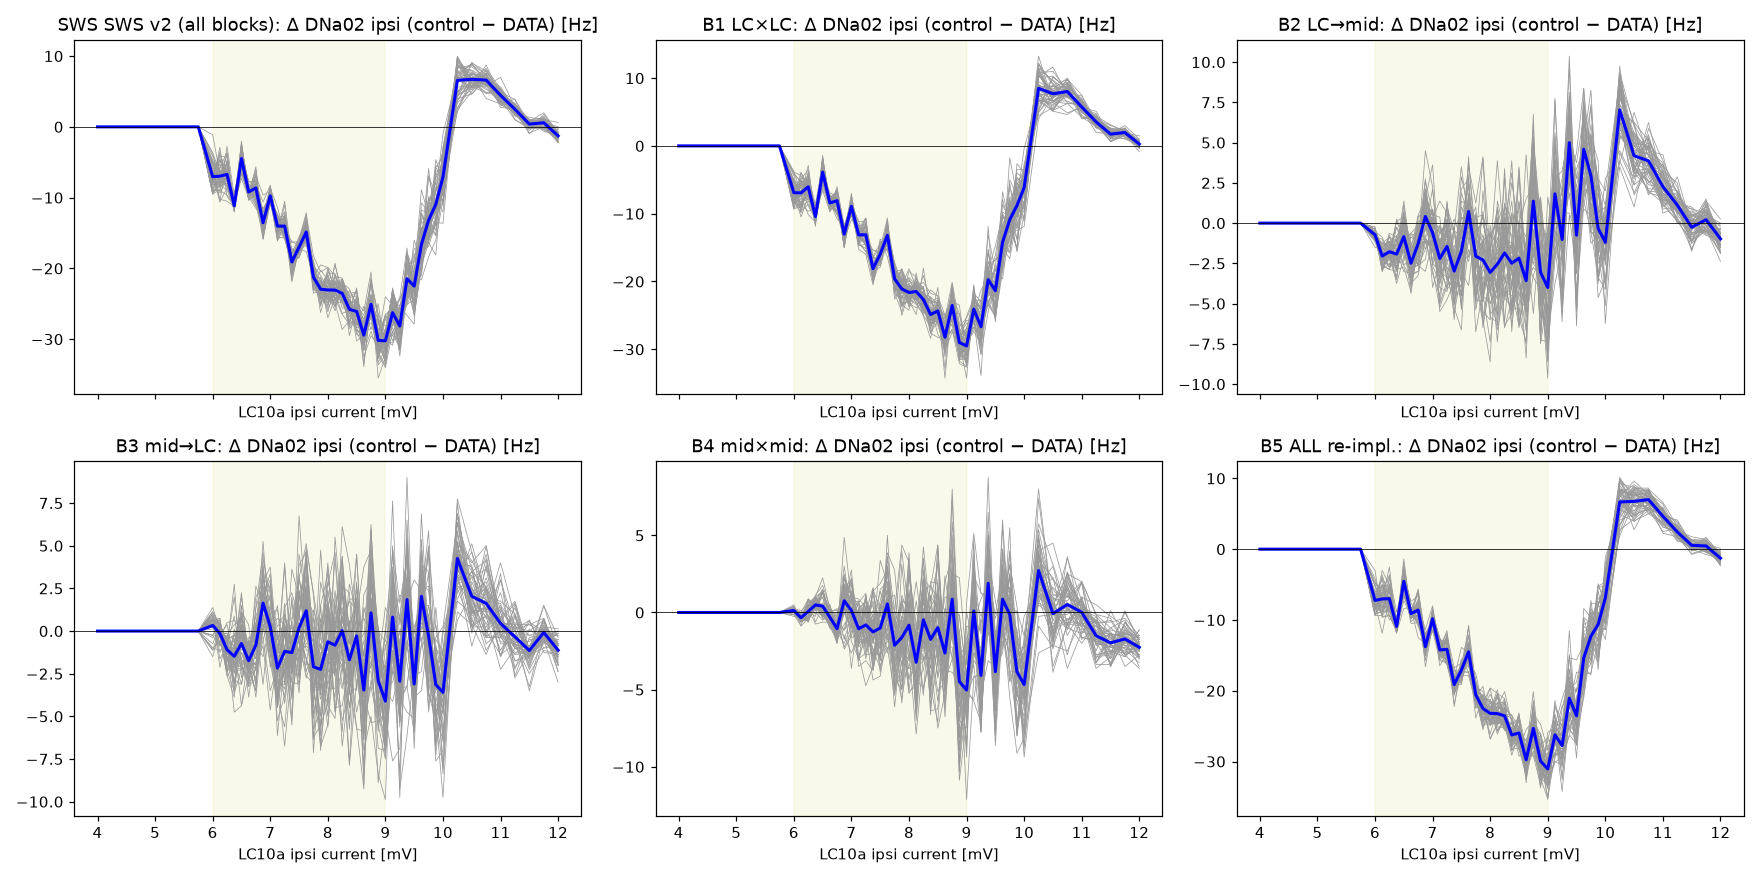 SWS SWS v2 (all blocks): Δ DNa02 ipsi (control − DATA) [Hz]
10
0
−10
−20
−30
LC10a ipsi current [mV]
B1 LC×LC: Δ DNa02 ipsi (control − DATA) [Hz]
10
0
−10
−20
−30
LC10a ipsi current [mV]
B2 LC→mid: Δ DNa02 ipsi (control − DATA) [Hz]
10.0
7.5
5.0
2.5
0.0
−2.5
−5.0
−7.5
−10.0
LC10a ipsi current [mV]
B3 mid→LC: Δ DNa02 ipsi (control − DATA) [Hz]
7.5
5.0
2.5
0.0
−2.5
−5.0
−7.5
−10.0
4 5 6 7 8 9 10 11 12
LC10a ipsi current [mV]
B4 mid×mid: Δ DNa02 ipsi (control − DATA) [Hz]
5
0
−5
−10
4 5 6 7 8 9 10 11 12
LC10a ipsi current [mV]
B5 ALL re-impl.: Δ DNa02 ipsi (control − DATA) [Hz]
10
0
−10
−20
−30
4 5 6 7 8 9 10 11 12
LC10a ipsi current [mV]